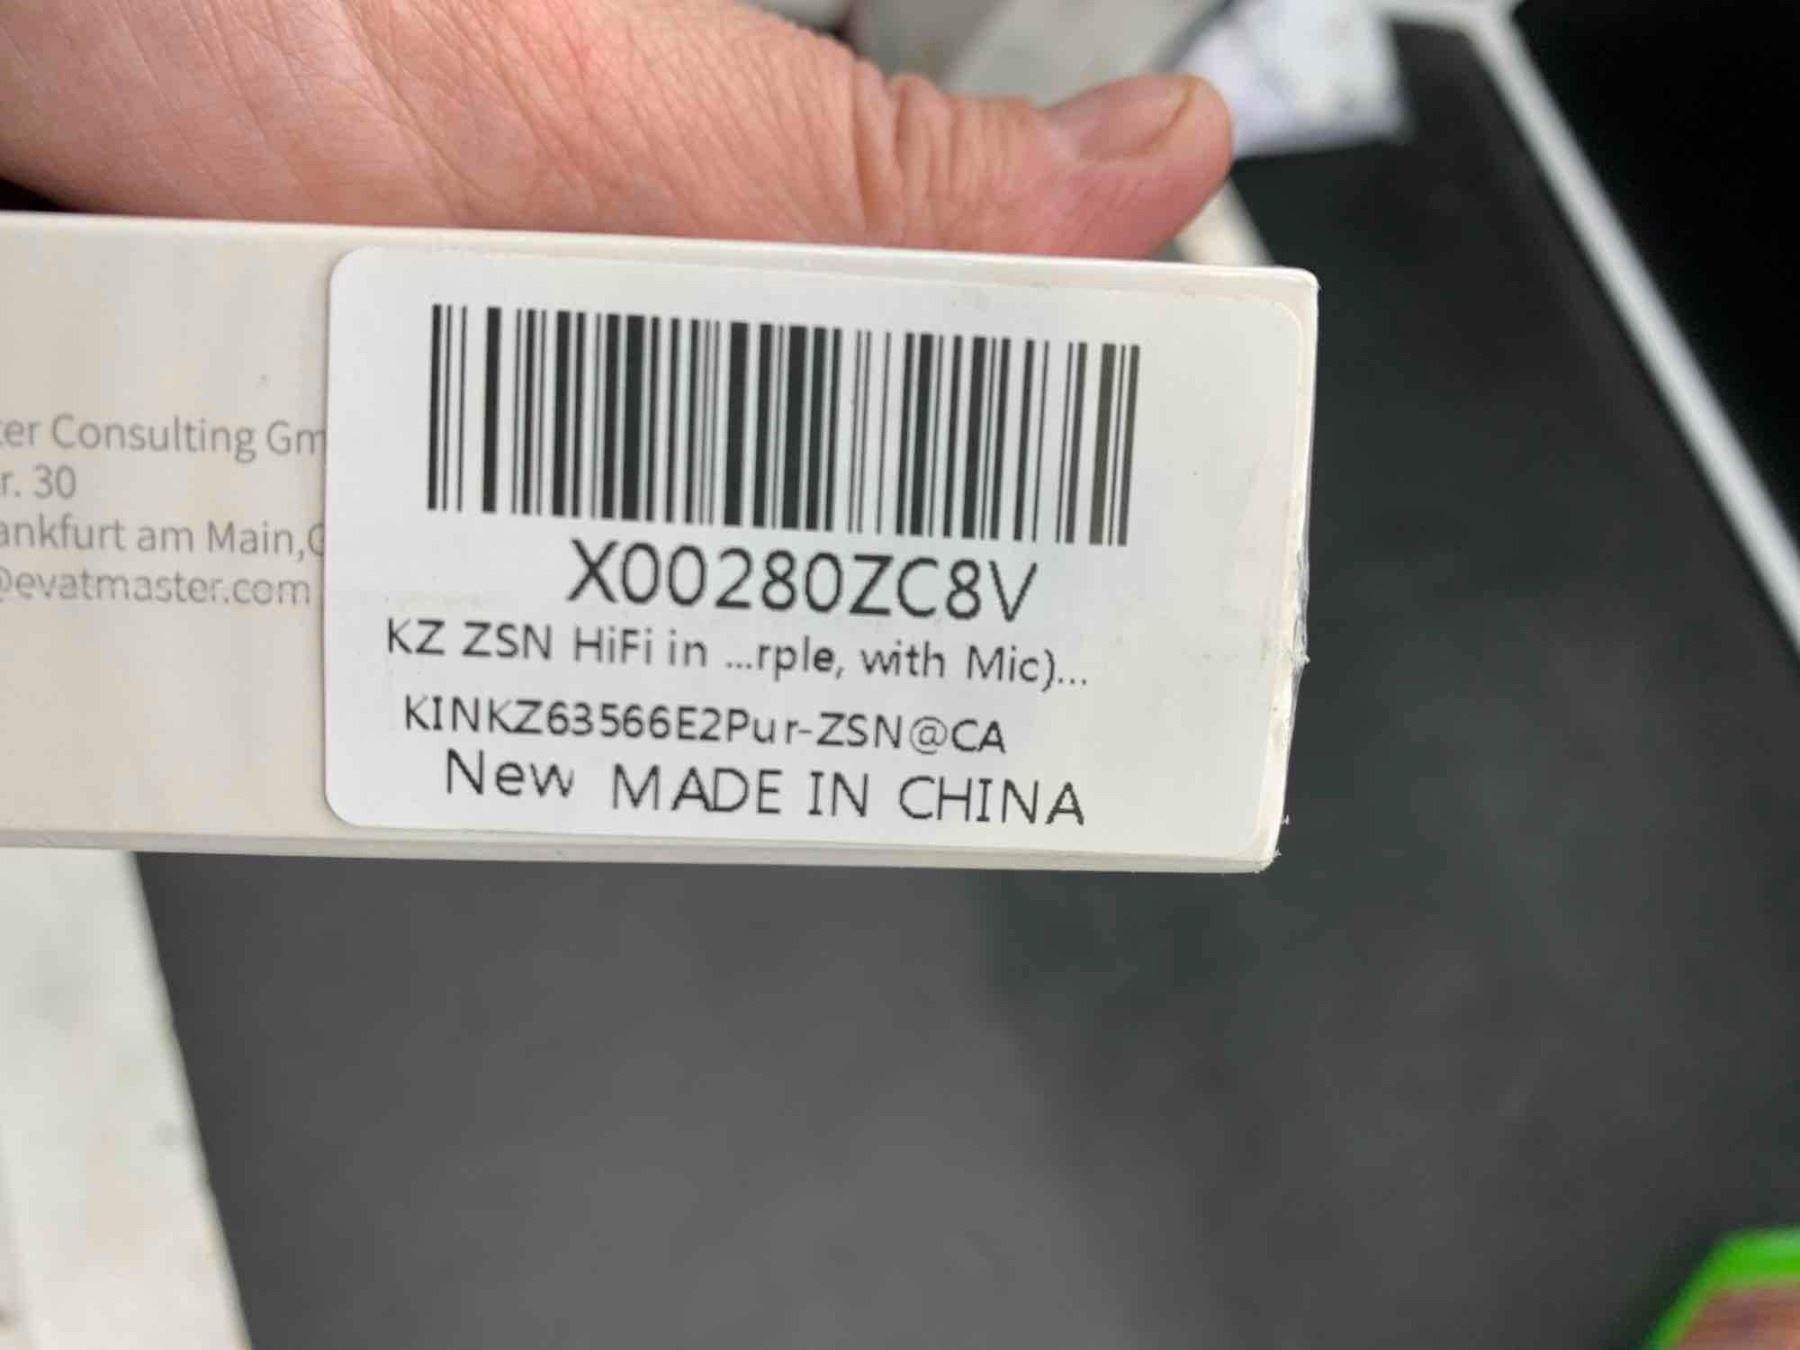 er Consulting Gm
r. 30
ankfurt am Main,
@evatmaster.com
X00280ZC8V
KZ ZSN HiFi in ...rple, with Mic)...
KINKZ63566E2Pur-ZSN@CA
New MADE IN CHINA